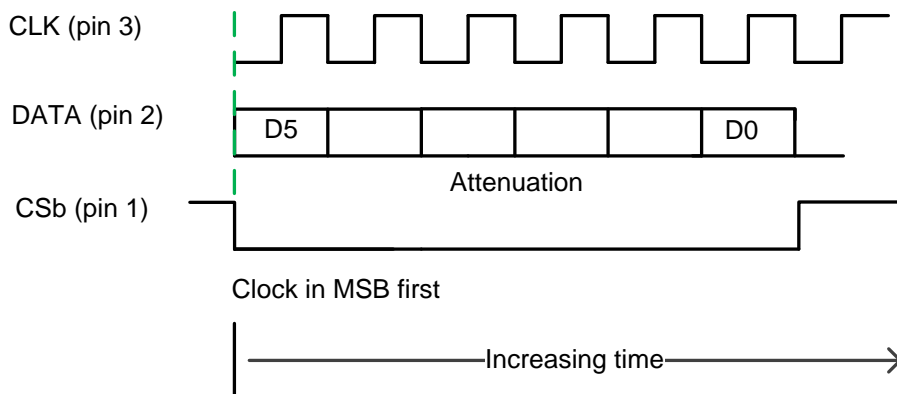 CLK (pin 3)
DATA (pin 2)
D5
D0
Attenuation
CSb (pin 1)
Clock in MSB first
Increasing time